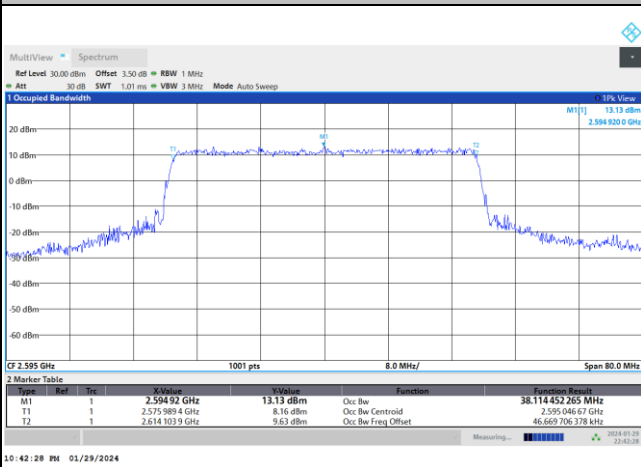 MultiView Spectrum
Ref Level 30.00 dBm Offset 3.50 dB RBW 1 MHz
Att 30 dB SWT 1.01 ms VBW 3 MHz Mode Auto Sweep
1 Occupied Bandwidth 1Pk View
M1[1] 13.13 dBm
2.594 920 0 GHz
20 dBm
M1
T1 T2
10 dBm
0 dBm
-10 dBm
-20 dBm
-30 dBm
-40 dBm
-50 dBm
-60 dBm
CF 2.595 GHz 1001 pts 8.0 MHz/ Span 80.0 MHz
2 Marker Table
Type Ref Trc X-Value Y-Value Function Function Result
M1 1 2.594 92 GHz 13.13 dBm Occ Bw 38.114 452 265 MHz
T1 1 2.575 989 4 GHz 8.16 dBm Occ Bw Centroid 2.595 046 67 GHz
T2 1 2.614 103 9 GHz 9.63 dBm Occ Bw Freq Offset 46.669 706 378 kHz
Measuring... 2024-01-29
22:42:28
10:42:28 PM 01/29/2024